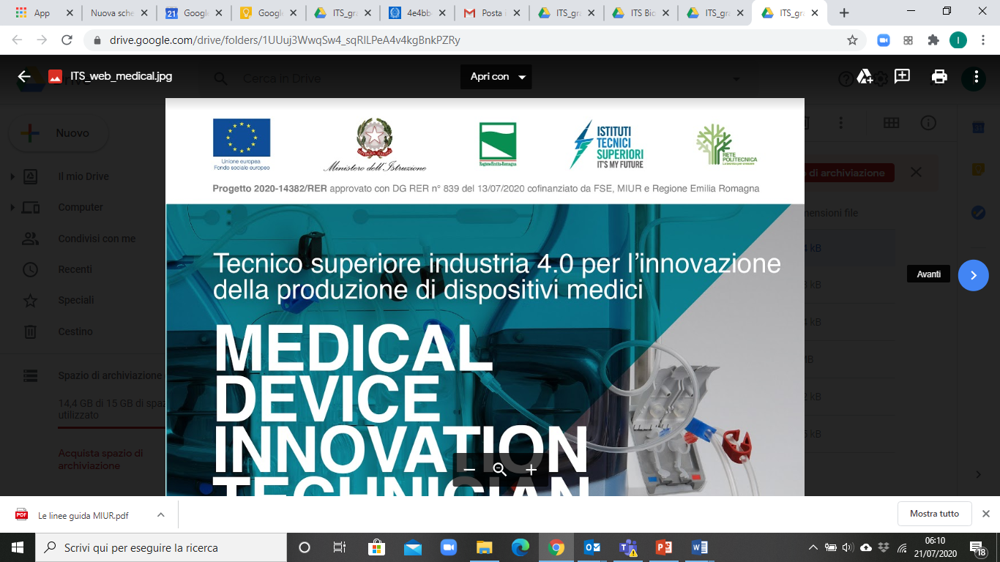 App
Nuova sche
Google
Google
ITS_gra
4e4bb
Posta i
ITS_gra
ITS Bio
ITS_gra
ITS_gra
drive.google.com/drive/folders/1UUuj3WwqSw4_sqRlLPeA4v4kgBnkPZRy
ITS_web_medical.jpg
Cerca in Drive
Apri con
Nuovo
Il mio Drive
Computer
Condivisi con me
Recenti
Speciali
Cestino
Spazio di archiviazione
14,4 GB di 15 GB di spaz
utilizzato
Acquista spazio di
archiviazione
Unione europea
Fondo sociale europeo
Ministero dell'Istruzione
Regione Emilia-Romagna
ISTITUTI
TECNICI
SUPERIORI
IT'S MY FUTURE
RETE
POLITECNICA
Progetto 2020-14382/RER approvato con DG RER n° 839 del 13/07/2020 cofinanziato da FSE, MIUR e Regione Emilia Romagna
Tecnico superiore industria 4.0 per l'innovazione
della produzione di dispositivi medici
MEDICAL
DEVICE
INNOVATION
TECHNICIAN
di archiviazione
mensioni file
kB
kB
kB
MB
kB
kB
Avanti
PDF
Le linee guida MIUR.pdf
Mostra tutto
Scrivi qui per eseguire la ricerca
06:10
21/07/2020
18